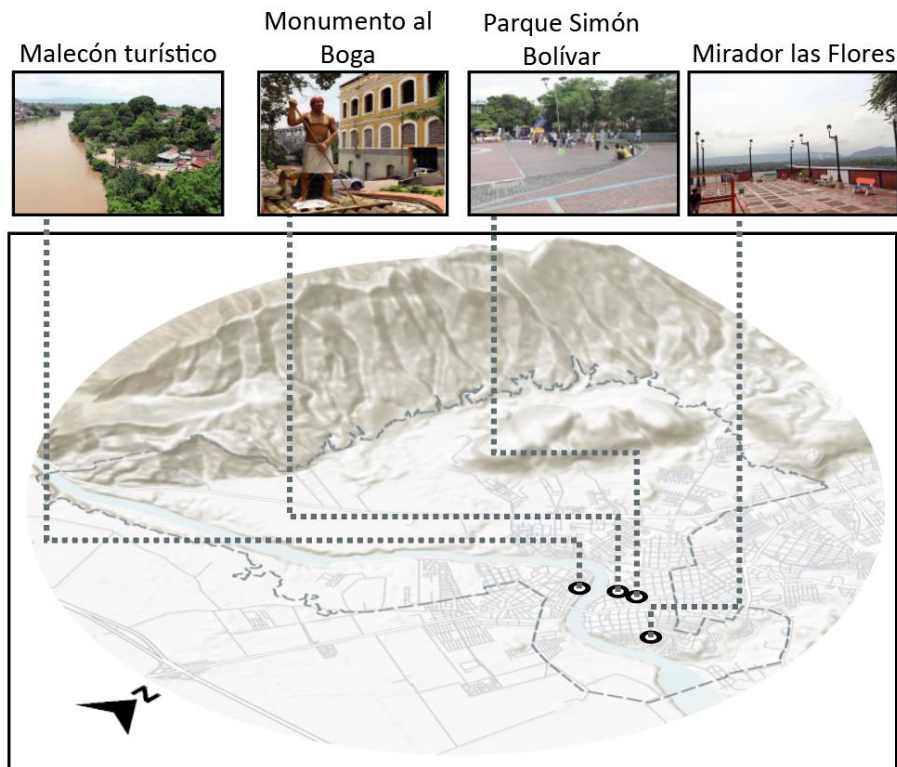 Malecón turístico
Monumento al
Boga
Parque Simón
Bolívar
Mirador las Flores
N